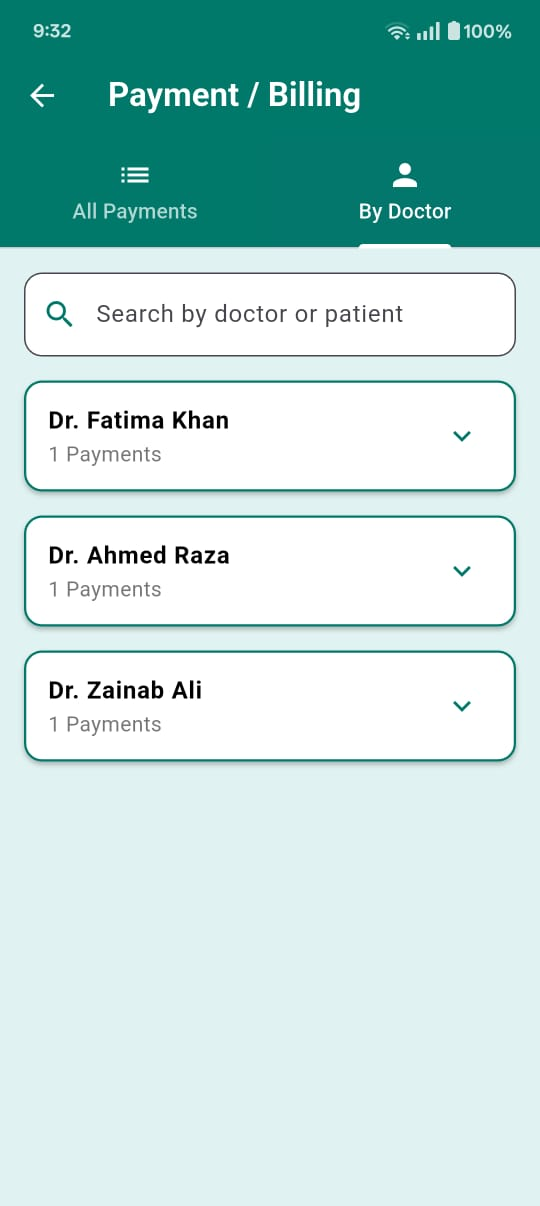 9:32
100%
Payment / Billing
All Payments
By Doctor
Search by doctor or patient
Dr. Fatima Khan
1 Payments
Dr. Ahmed Raza
1 Payments
Dr. Zainab Ali
1 Payments